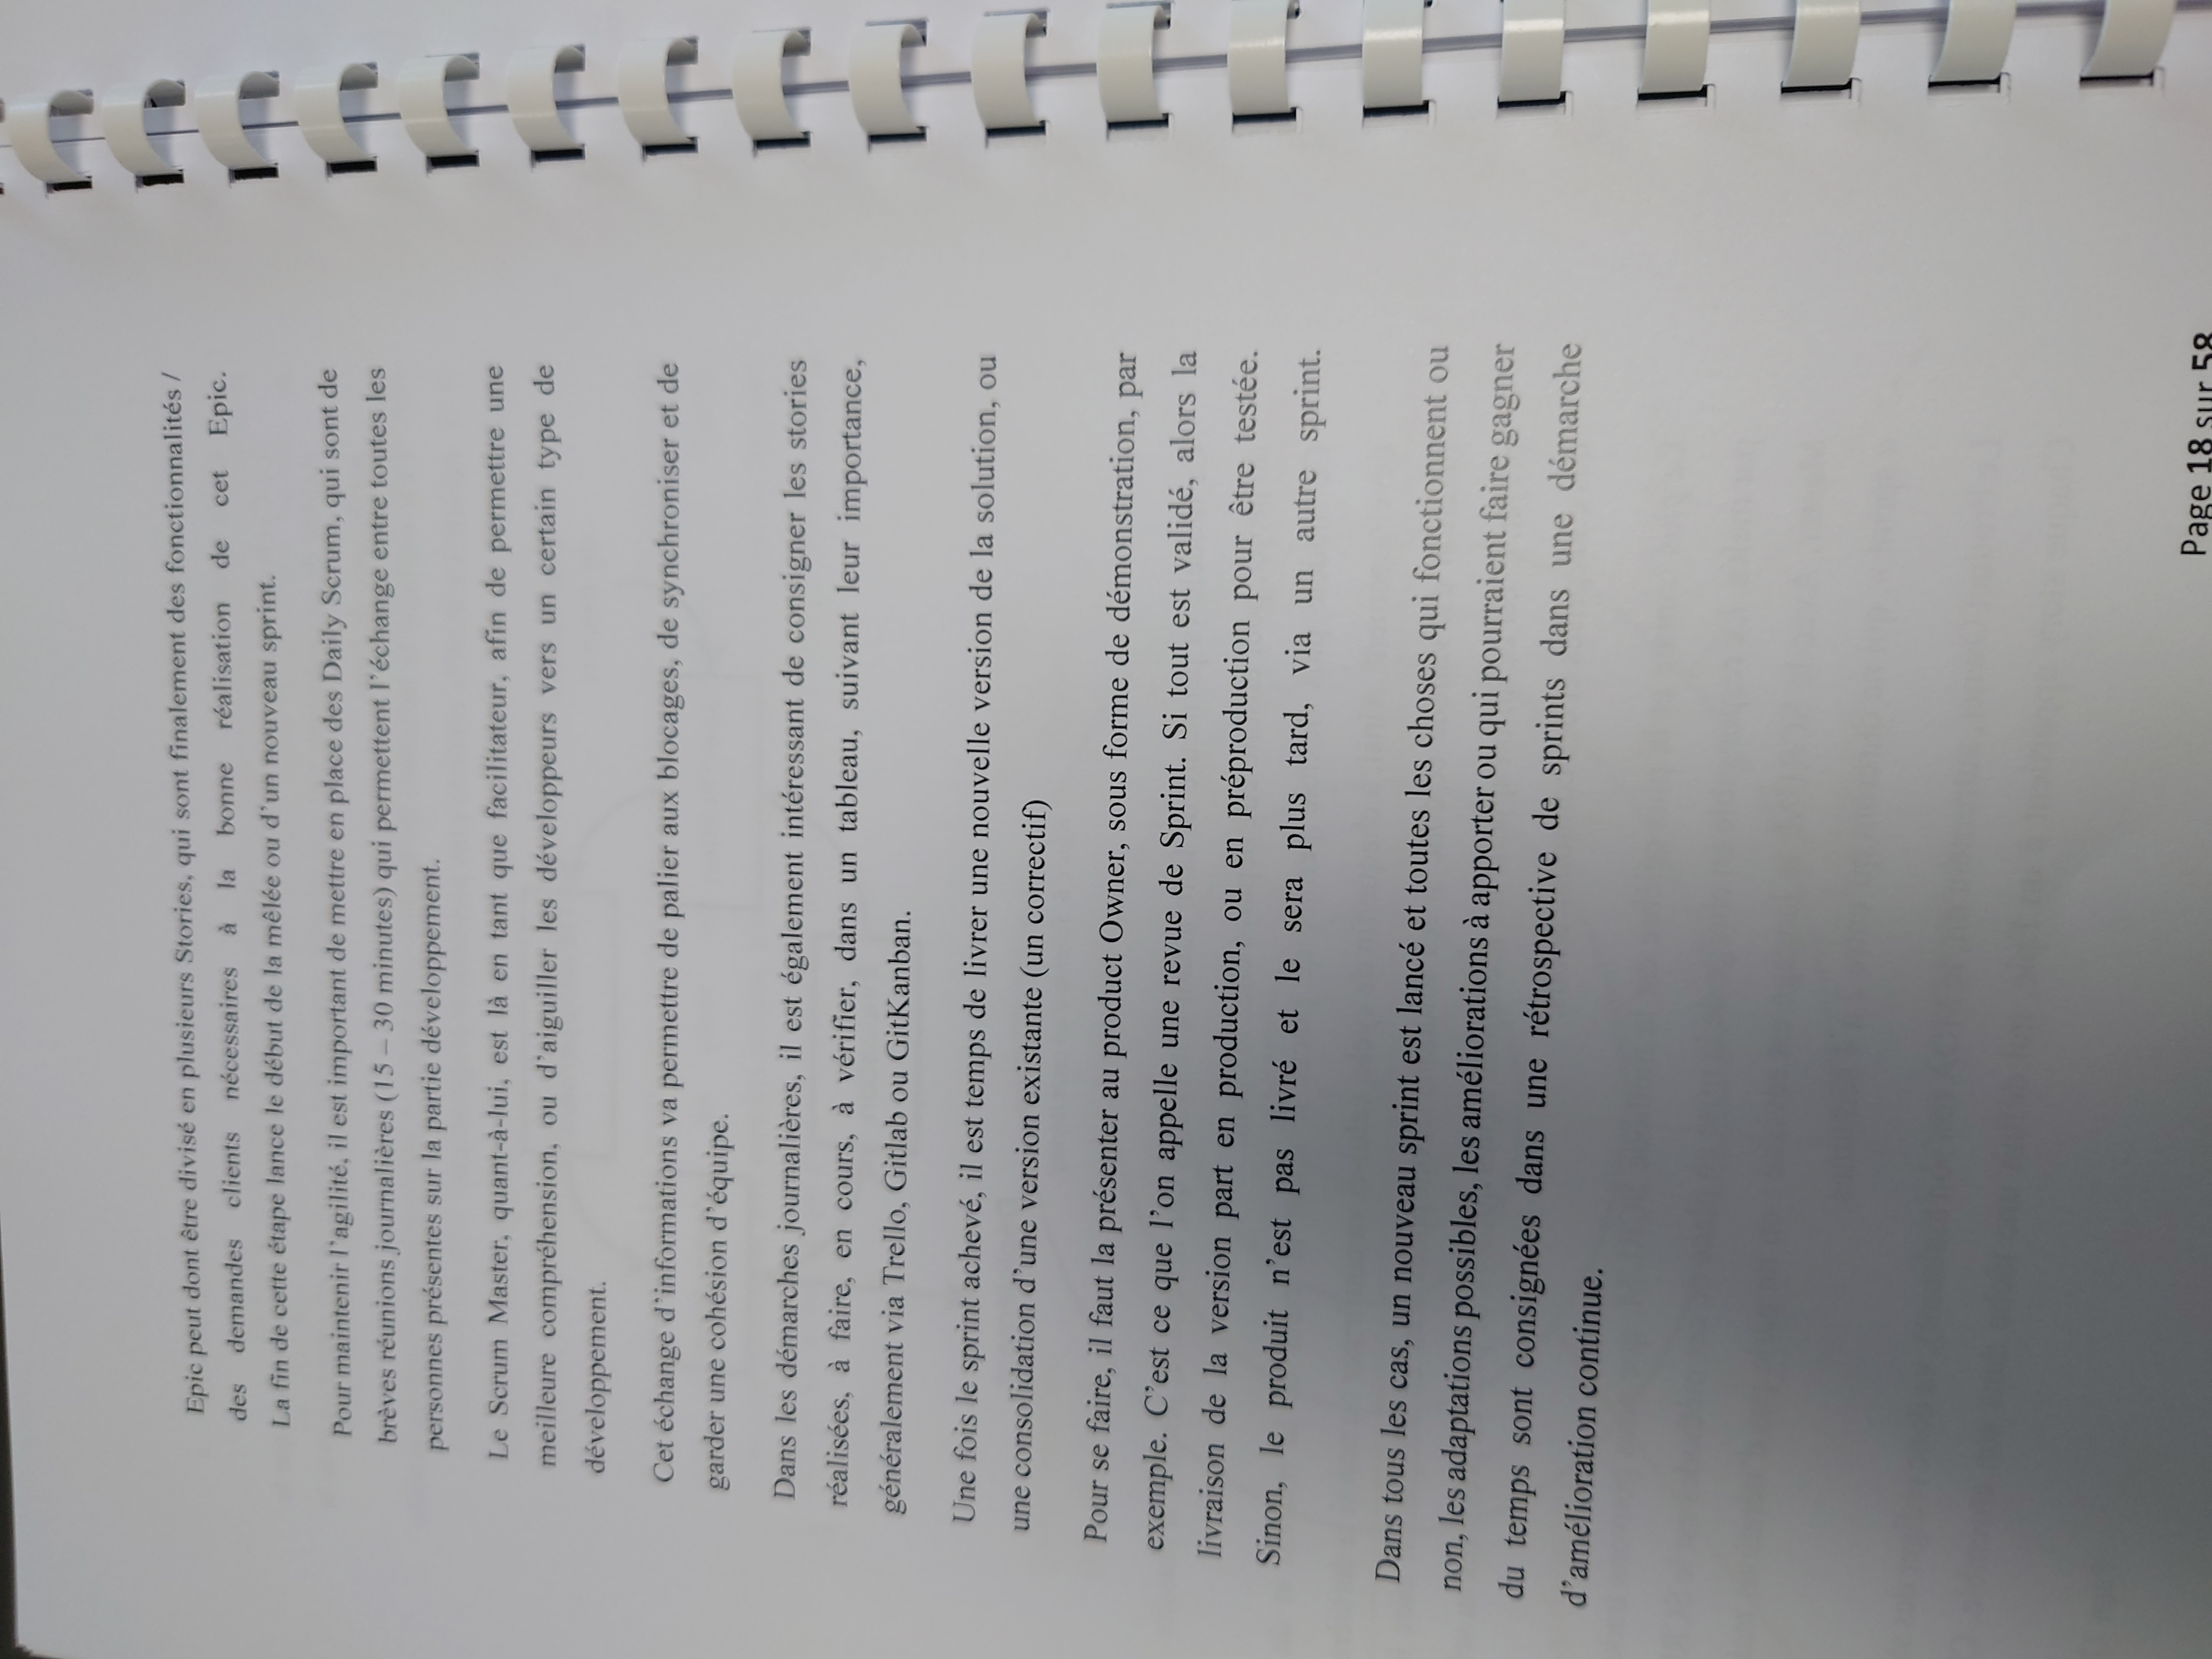 Epic peut dont être divisé en plusieurs Stories, qui sont finalement des fonctionnalités /
des demandes clients nécessaires à la bonne réalisation de cet Epic.
La fin de cette étape lance le début de la mêlée ou d'un nouveau sprint.
Pour maintenir l'agilité, il est important de mettre en place des Daily Scrum, qui sont de
brèves réunions journalières (15 – 30 minutes) qui permettent l'échange entre toutes les
personnes présentes sur la partie développement.
Le Scrum Master, quant-à-lui, est là en tant que facilitateur, afin de permettre une
meilleure compréhension, ou d'aiguiller les développeurs vers un certain type de
développement.
Cet échange d'informations va permettre de palier aux blocages, de synchroniser et de
garder une cohésion d'équipe.
Dans les démarches journalières, il est également intéressant de consigner les stories
réalisées, à faire, en cours, à vérifier, dans un tableau, suivant leur importance,
généralement via Trello, Gitlab ou GitKanban.
Une fois le sprint achevé, il est temps de livrer une nouvelle version de la solution, ou
une consolidation d'une version existante (un correctif)
Pour se faire, il faut la présenter au product Owner, sous forme de démonstration, par
exemple. C'est ce que l'on appelle une revue de Sprint. Si tout est validé, alors la
livraison de la version part en production, ou en préproduction pour être testée.
Sinon, le produit n'est pas livré et le sera plus tard, via un autre sprint.
Dans tous les cas, un nouveau sprint est lancé et toutes les choses qui fonctionnent ou
non, les adaptations possibles, les améliorations à apporter ou qui pourraient faire gagner
du temps sont consignées dans une rétrospective de sprints dans une démarche
d'amélioration continue.
Page 18 sur 58